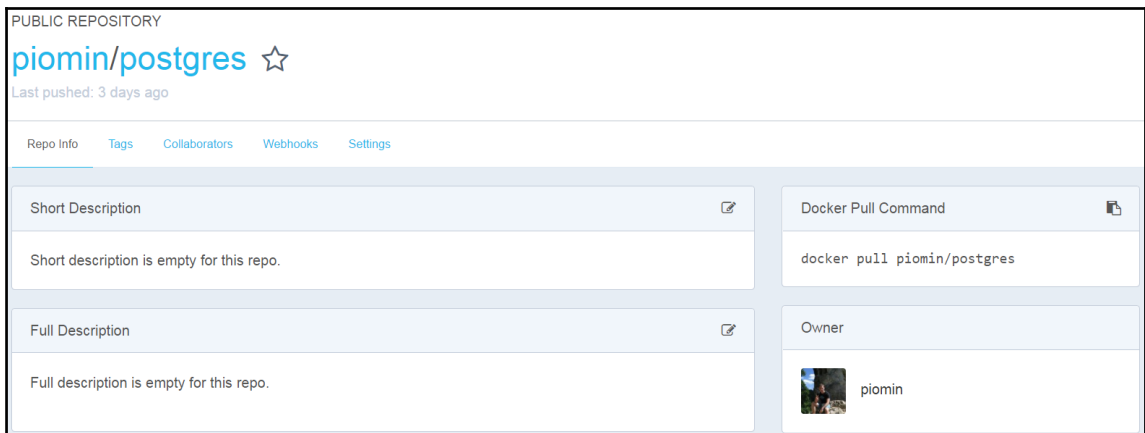 PUBLIC REPOSITORY
piomin/postgres
Last pushed: 3 days ago
Repo Info Tags Collaborators Webhooks Settings
Short Description
Short description is empty for this repo.
Full Description
Full description is empty for this repo.
Docker Pull Command
docker pull piomin/postgres
Owner
piomin